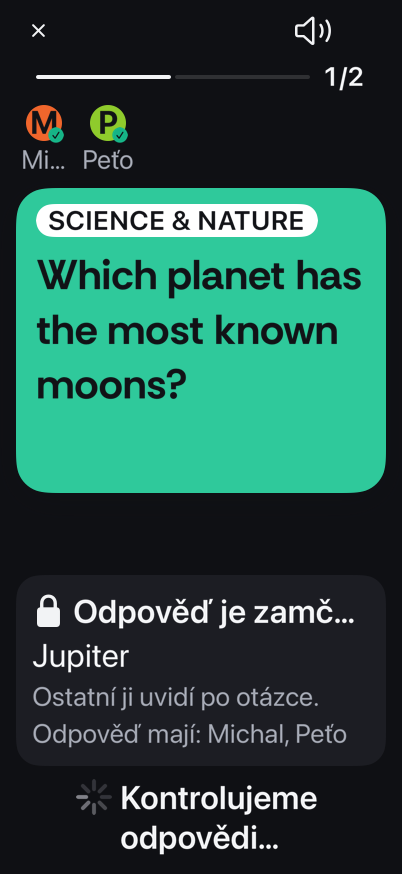 1/2
M P
Mi... Peťo
SCIENCE & NATURE
Which planet has
the most known
moons?
Odpověď je zamč...
Jupiter
Ostatní ji uvidí po otázce.
Odpověď mají: Michal, Peťo
Kontrolujeme
odpovědi...